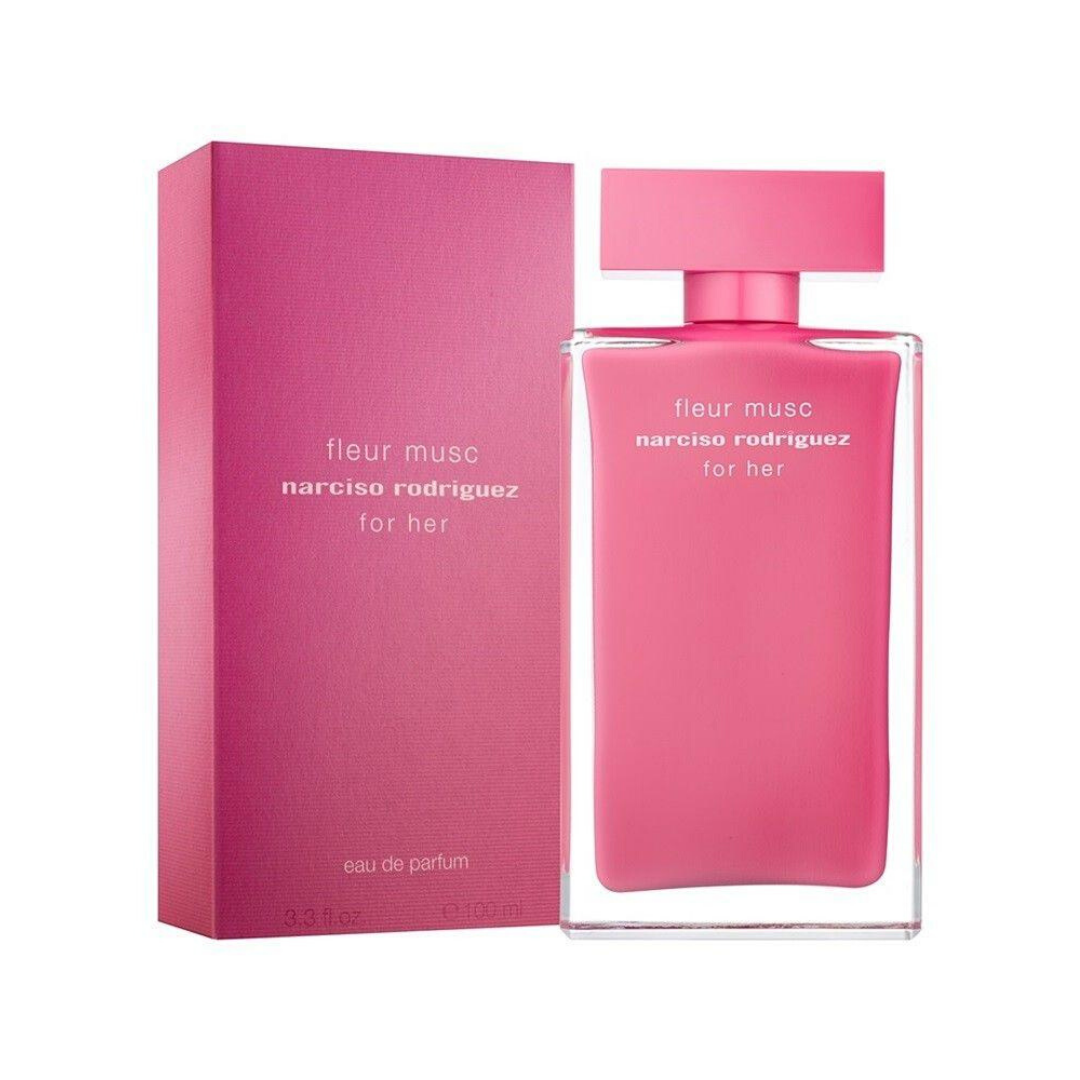 fleur musc
narciso rodriguez
for her
eau de parfum
3.3 fl.oz ℮ 100 ml
fleur musc
narciso rodriguez
for her